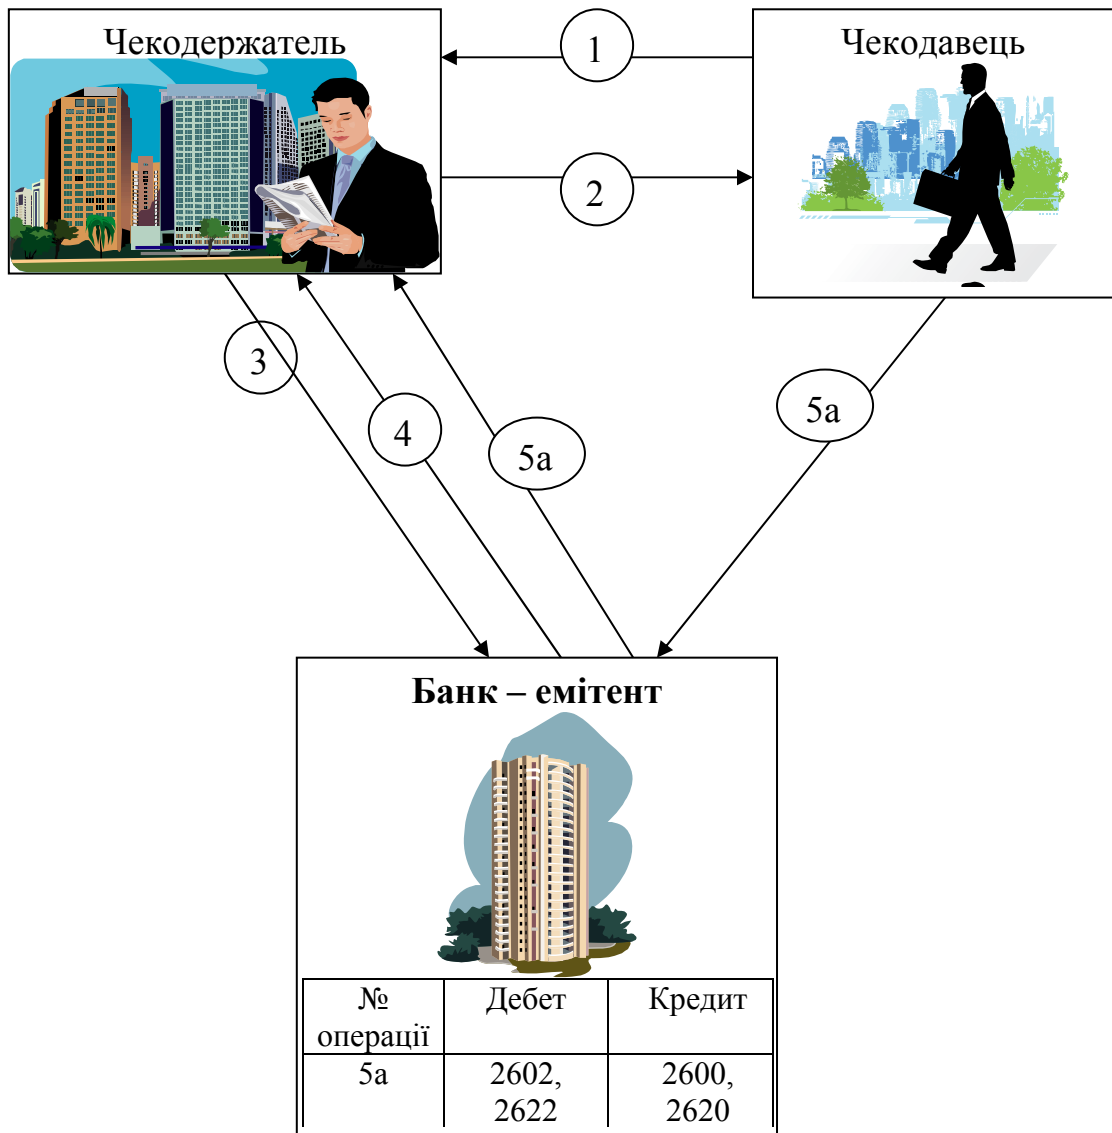 Чекодержатель
Чекодавець
1
2
3
4
5а
5а
Банк – емітент
№ операції
Дебет
Кредит
5а
2602, 2622
2600, 2620